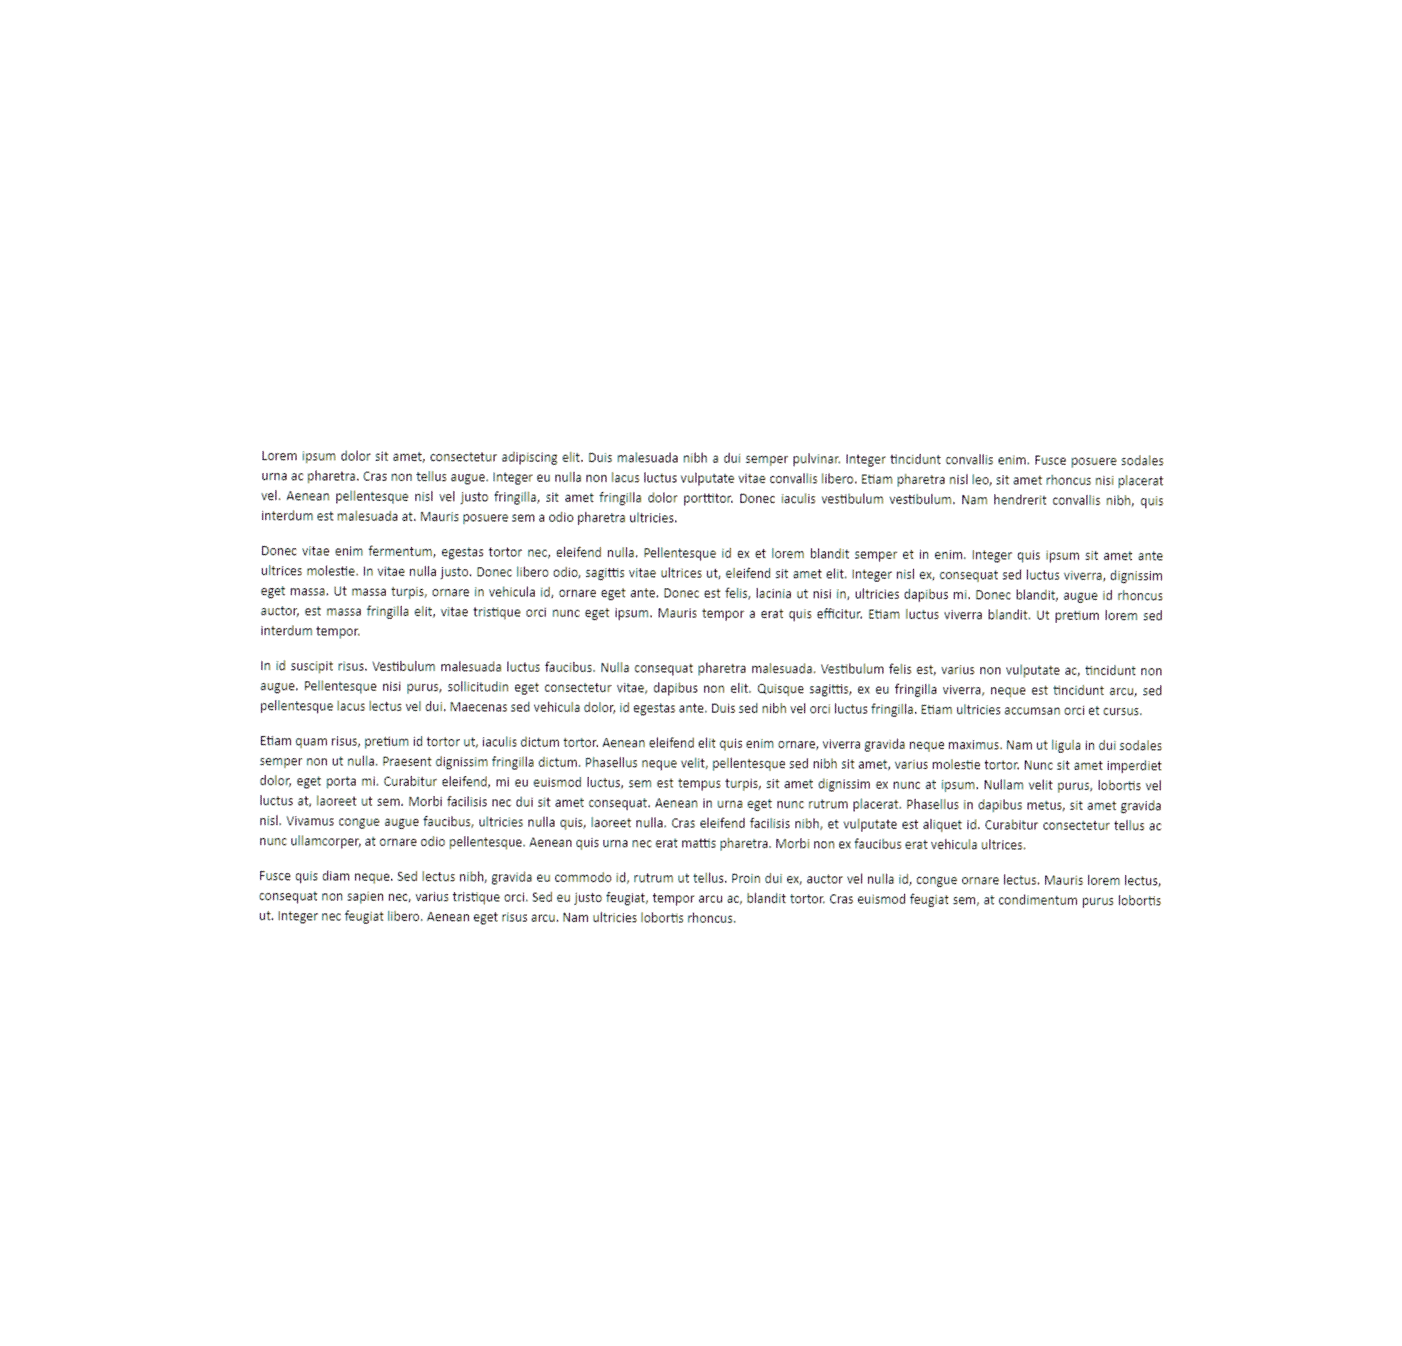 Lorem ipsum dolor sit amet, consectetur adipiscing elit. Duis malesuada nibh a dui semper pulvinar. Integer tincidunt convallis enim. Fusce posuere sodales
urna ac pharetra. Cras non tellus augue. Integer eu nulla non lacus luctus vulputate vitae convallis libero. Etiam pharetra nisl leo, sit amet rhoncus nisi placerat
vel. Aenean pellentesque nisl vel justo fringilla, sit amet fringilla dolor porttitor. Donec iaculis vestibulum vestibulum. Nam hendrerit convallis nibh, quis
interdum est malesuada at. Mauris posuere sem a odio pharetra ultricies.
Donec vitae enim fermentum, egestas tortor nec, eleifend nulla. Pellentesque id ex et lorem blandit semper et in enim. Integer quis ipsum sit amet ante
ultrices molestie. In vitae nulla justo. Donec libero odio, sagittis vitae ultrices ut, eleifend sit amet elit. Integer nisl ex, consequat sed luctus viverra, dignissim
eget massa. Ut massa turpis, ornare in vehicula id, ornare eget ante. Donec est felis, lacinia ut nisi in, ultricies dapibus mi. Donec blandit, augue id rhoncus
auctor, est massa fringilla elit, vitae tristique orci nunc eget ipsum. Mauris tempor a erat quis efficitur. Etiam luctus viverra blandit. Ut pretium lorem sed
interdum tempor.
In id suscipit risus. Vestibulum malesuada luctus faucibus. Nulla consequat pharetra malesuada. Vestibulum felis est, varius non vulputate ac, tincidunt non
augue. Pellentesque nisi purus, sollicitudin eget consectetur vitae, dapibus non elit. Quisque sagittis, ex eu fringilla viverra, neque est tincidunt arcu, sed
pellentesque lacus lectus vel dui. Maecenas sed vehicula dolor, id egestas ante. Duis sed nibh vel orci luctus fringilla. Etiam ultricies accumsan orci et cursus.
Etiam quam risus, pretium id tortor ut, iaculis dictum tortor. Aenean eleifend elit quis enim ornare, viverra gravida neque maximus. Nam ut ligula in dui sodales
semper non ut nulla. Praesent dignissim fringilla dictum. Phasellus neque velit, pellentesque sed nibh sit amet, varius molestie tortor. Nunc sit amet imperdiet
dolor, eget porta mi. Curabitur eleifend, mi eu euismod luctus, sem est tempus turpis, sit amet dignissim ex nunc at ipsum. Nullam velit purus, lobortis vel
luctus at, laoreet ut sem. Morbi facilisis nec dui sit amet consequat. Aenean in urna eget nunc rutrum placerat. Phasellus in dapibus metus, sit amet gravida
nisl. Vivamus congue augue faucibus, ultricies nulla quis, laoreet nulla. Cras eleifend facilisis nibh, et vulputate est aliquet id. Curabitur consectetur tellus ac
nunc ullamcorper, at ornare odio pellentesque. Aenean quis urna nec erat mattis pharetra. Morbi non ex faucibus erat vehicula ultrices.
Fusce quis diam neque. Sed lectus nibh, gravida eu commodo id, rutrum ut tellus. Proin dui ex, auctor vel nulla id, congue ornare lectus. Mauris lorem lectus,
consequat non sapien nec, varius tristique orci. Sed eu justo feugiat, tempor arcu ac, blandit tortor. Cras euismod feugiat sem, at condimentum purus lobortis
ut. Integer nec feugiat libero. Aenean eget risus arcu. Nam ultricies lobortis rhoncus.